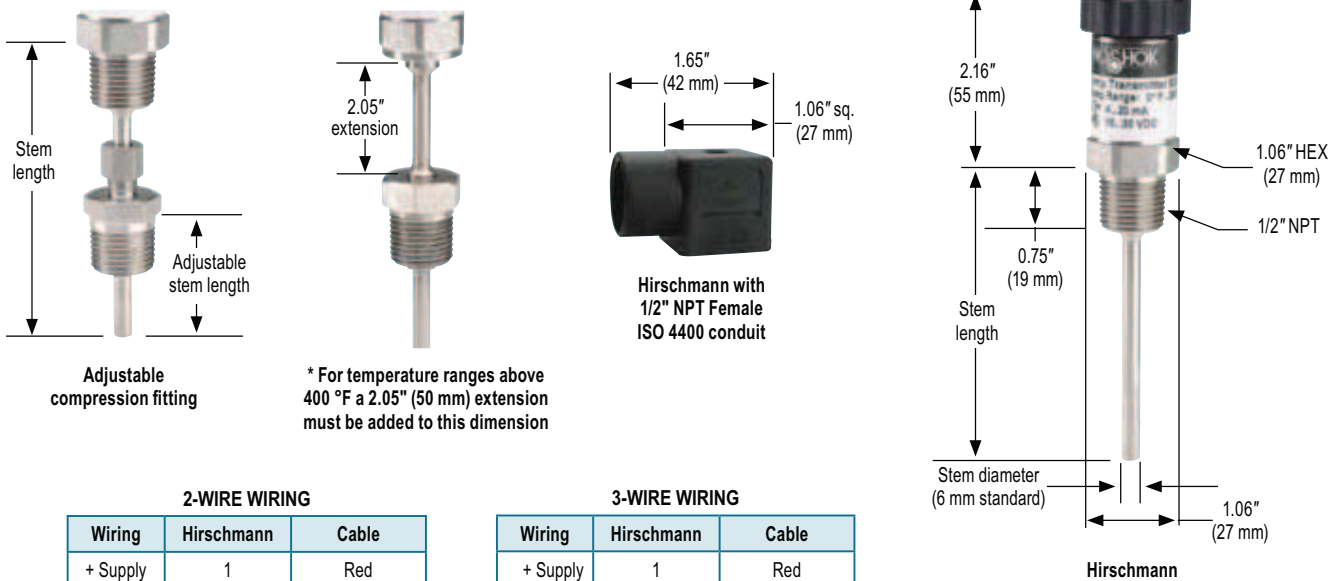 Stem
length
Adjustable
stem length
Adjustable
compression fitting
2.05″
extension
* For temperature ranges above
400 °F a 2.05" (50 mm) extension
must be added to this dimension
1.65″
(42 mm)
1.06″ sq.
(27 mm)
Hirschmann with
1/2" NPT Female
ISO 4400 conduit
2.16″
(55 mm)
1.06″ HEX
(27 mm)
1/2″ NPT
0.75″
(19 mm)
Stem
length
Stem diameter
(6 mm standard)
1.06″
(27 mm)
Hirschmann
2-WIRE WIRING
Wiring Hirschmann Cable
+ Supply 1 Red
3-WIRE WIRING
Wiring Hirschmann Cable
+ Supply 1 Red